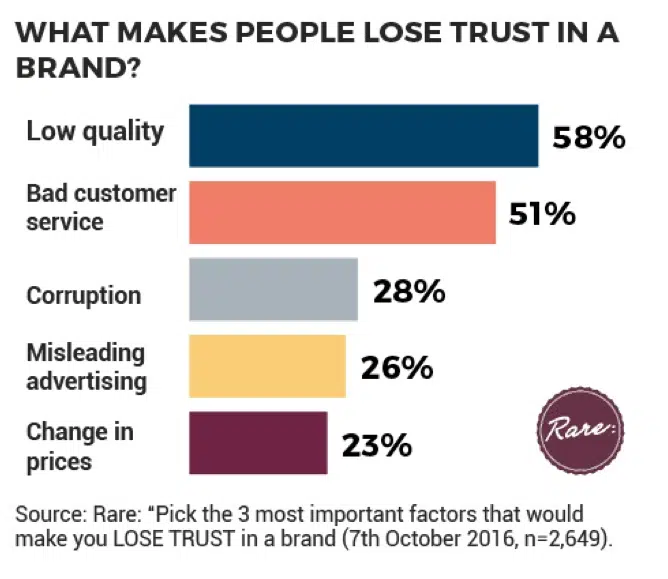 WHAT MAKES PEOPLE LOSE TRUST IN A
BRAND?
Low quality
58%
Bad customer
service
51%
Corruption
28%
Misleading
advertising
26%
Change in
prices
23%
Rare:
Source: Rare: “Pick the 3 most important factors that would
make you LOSE TRUST in a brand (7th October 2016, n=2,649).